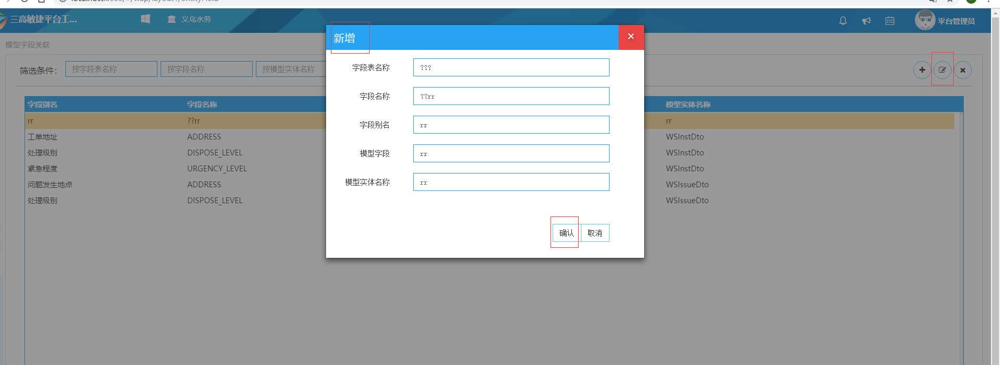 三高敏捷平台工...
义乌水务
平台管理员
模型字段关联
筛选条件:
按字段表名称
按字段名称
按模型实体名称
新增
字段表名称
???
字段名称
??rr
字段别名
rr
模型字段
rr
模型实体名称
rr
确认
取消
字段别名 字段名称 模型实体名称
rr ??rr rr
工单地址 ADDRESS WSInstDto
处理级别 DISPOSE_LEVEL WSInstDto
紧急程度 URGENCY_LEVEL WSInstDto
问题发生地点 ADDRESS WSIssueDto
处理级别 DISPOSE_LEVEL WSIssueDto